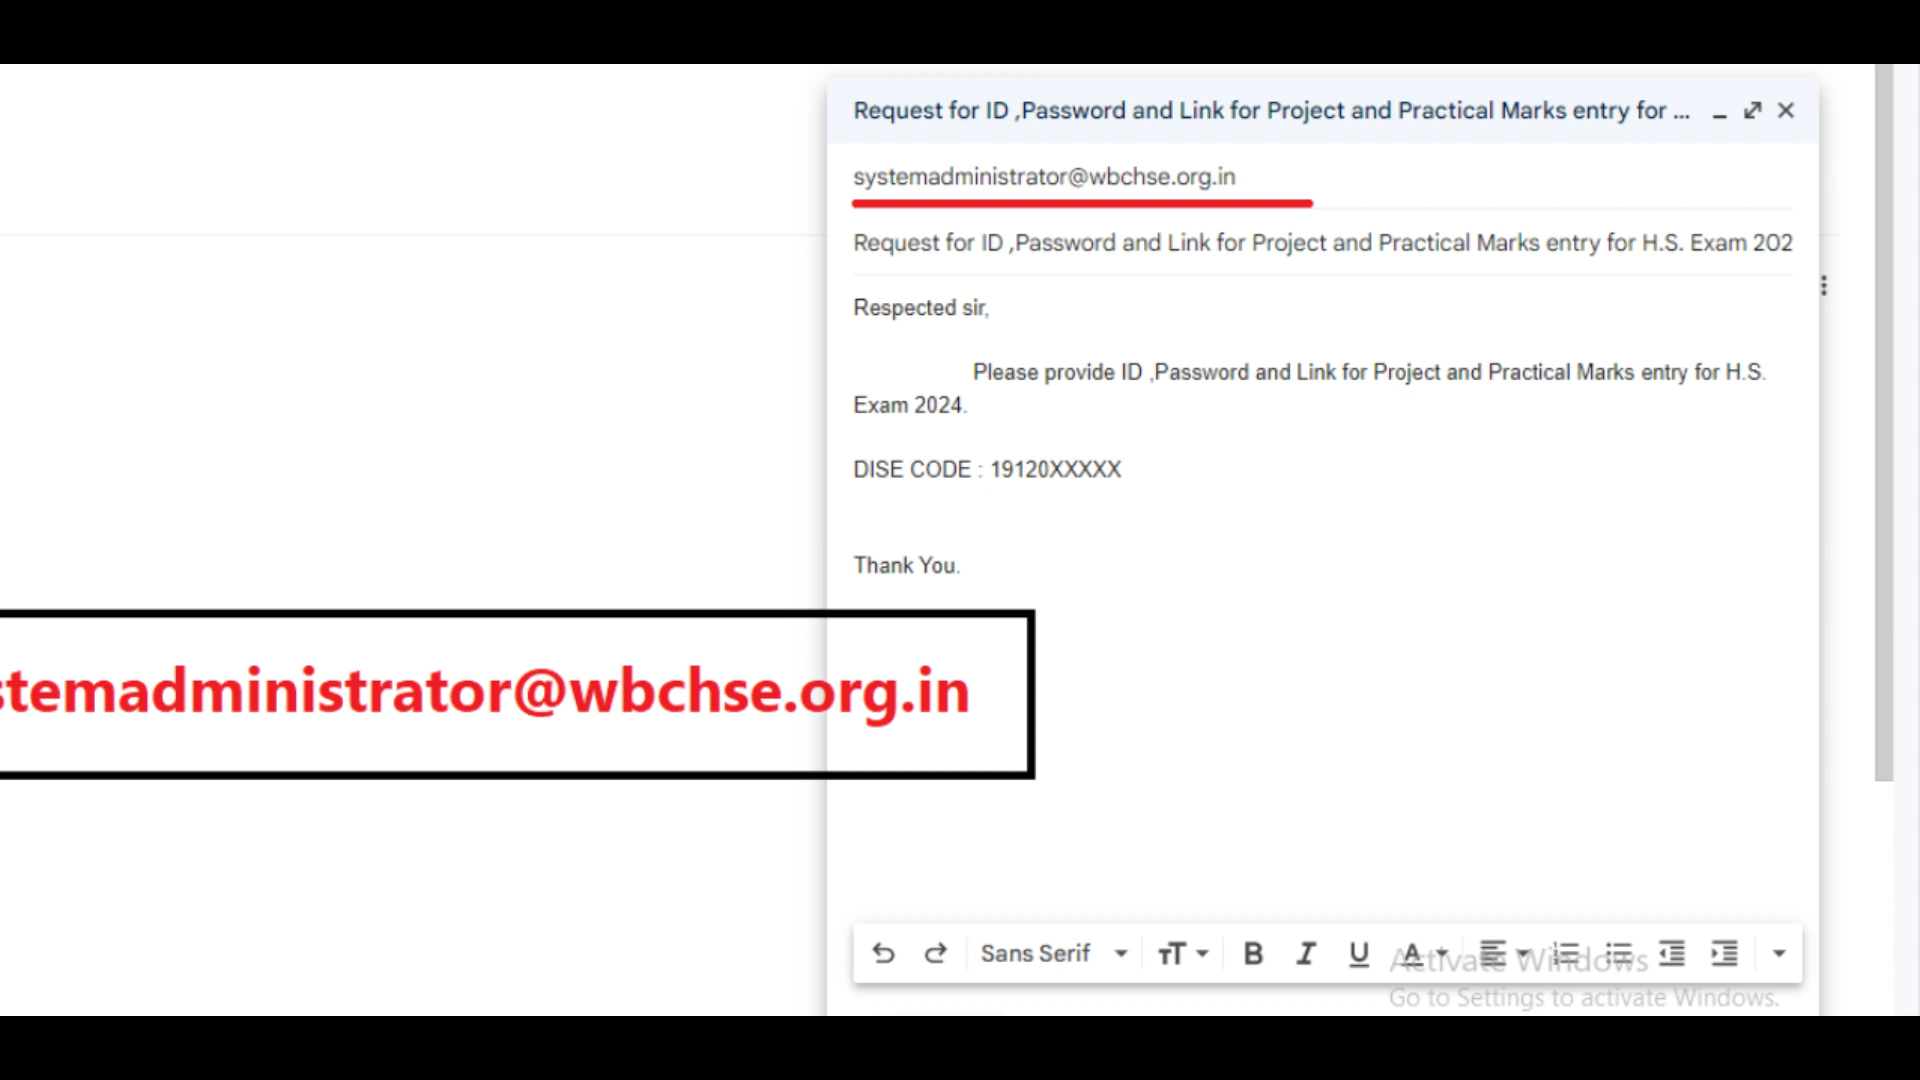 Request for ID ,Password and Link for Project and Practical Marks entry for ...
systemadministrator@wbchse.org.in
Request for ID ,Password and Link for Project and Practical Marks entry for H.S. Exam 202
Respected sir,
Please provide ID ,Password and Link for Project and Practical Marks entry for H.S.
Exam 2024.
DISE CODE : 19120XXXXX
Thank You.
stemadministrator@wbchse.org.in
Sans Serif
Activate Windows
Go to Settings to activate Windows.